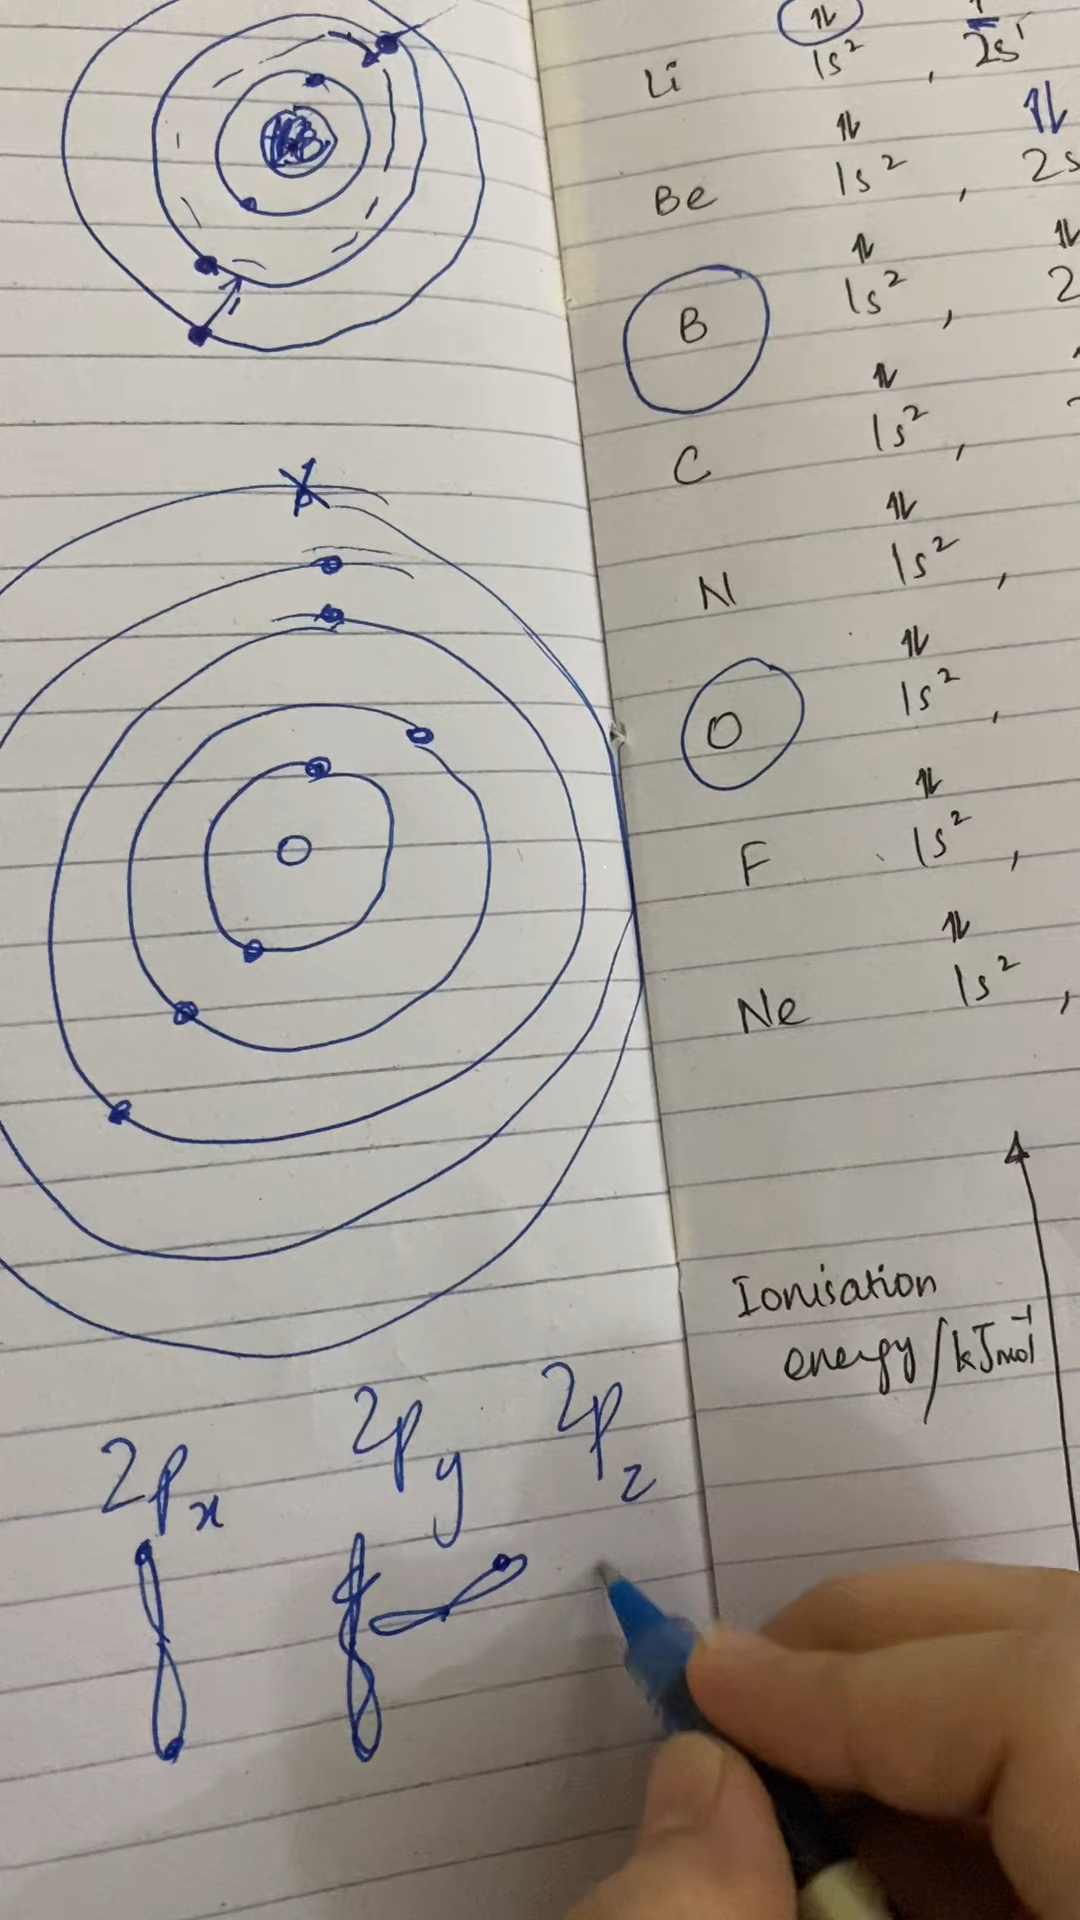 Li 1s², 2s¹
Be 1s², 2s
B 1s², 2
C 1s²,
N 1s²,
O 1s²,
F 1s²,
Ne 1s²,
Ionisation
energy/kJmol⁻¹
2px 2py 2pz